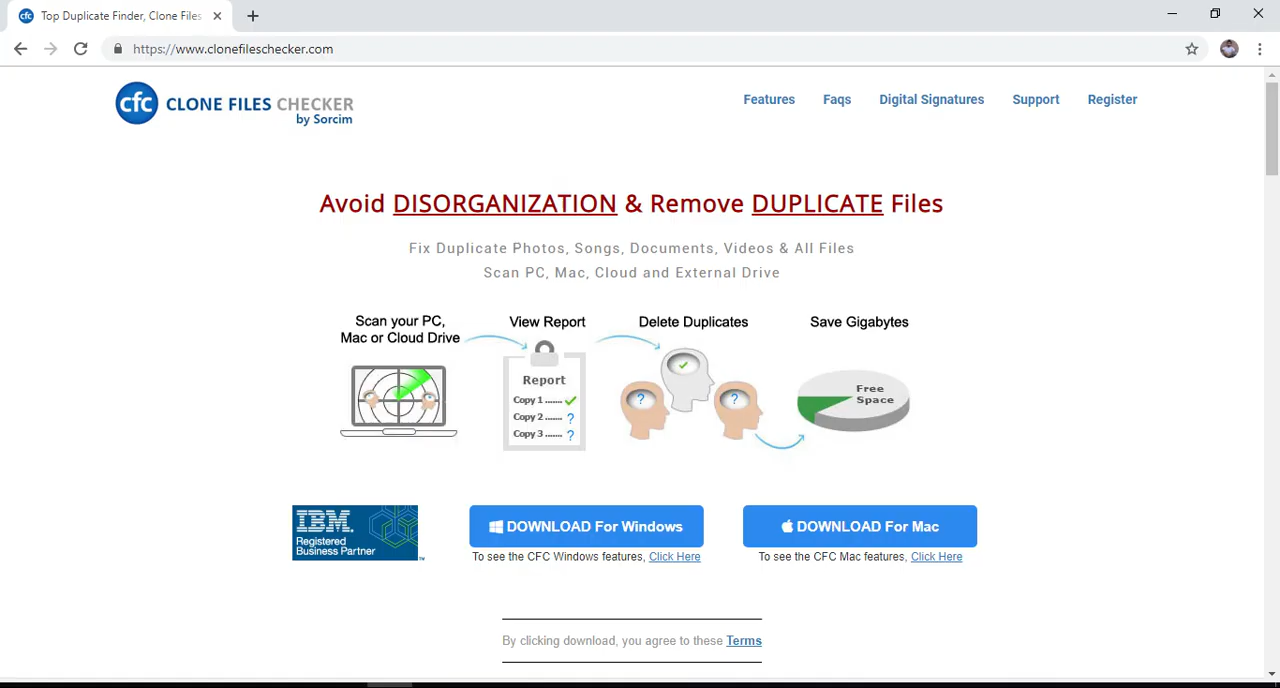 Top Duplicate Finder, Clone Files
https://www.clonefileschecker.com
cfc CLONE FILES CHECKER
by Sorcim
Features
Faqs
Digital Signatures
Support
Register
Avoid DISORGANIZATION & Remove DUPLICATE Files
Fix Duplicate Photos, Songs, Documents, Videos & All Files
Scan PC, Mac, Cloud and External Drive
Scan your PC,
Mac or Cloud Drive
View Report
Report
Copy 1 .......
Copy 2 ....... ?
Copy 3 ....... ?
Delete Duplicates
?
?
Save Gigabytes
Free
Space
IBM.
Registered
Business Partner
™
DOWNLOAD For Windows
To see the CFC Windows features, Click Here
DOWNLOAD For Mac
To see the CFC Mac features, Click Here
By clicking download, you agree to these Terms